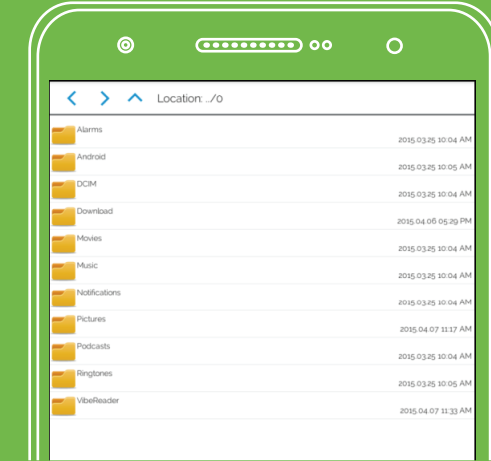 Location: ../0
Alarms
2015.03.25 10:04 AM
Android
2015.03.25 10:05 AM
DCIM
2015.03.25 10:04 AM
Download
2015.04.06 05:29 PM
Movies
2015.03.25 10:04 AM
Music
2015.03.25 10:04 AM
Notifications
2015.03.25 10:04 AM
Pictures
2015.04.07 11:17 AM
Podcasts
2015.03.25 10:04 AM
Ringtones
2015.03.25 10:05 AM
VibeReader
2015.04.07 11:33 AM